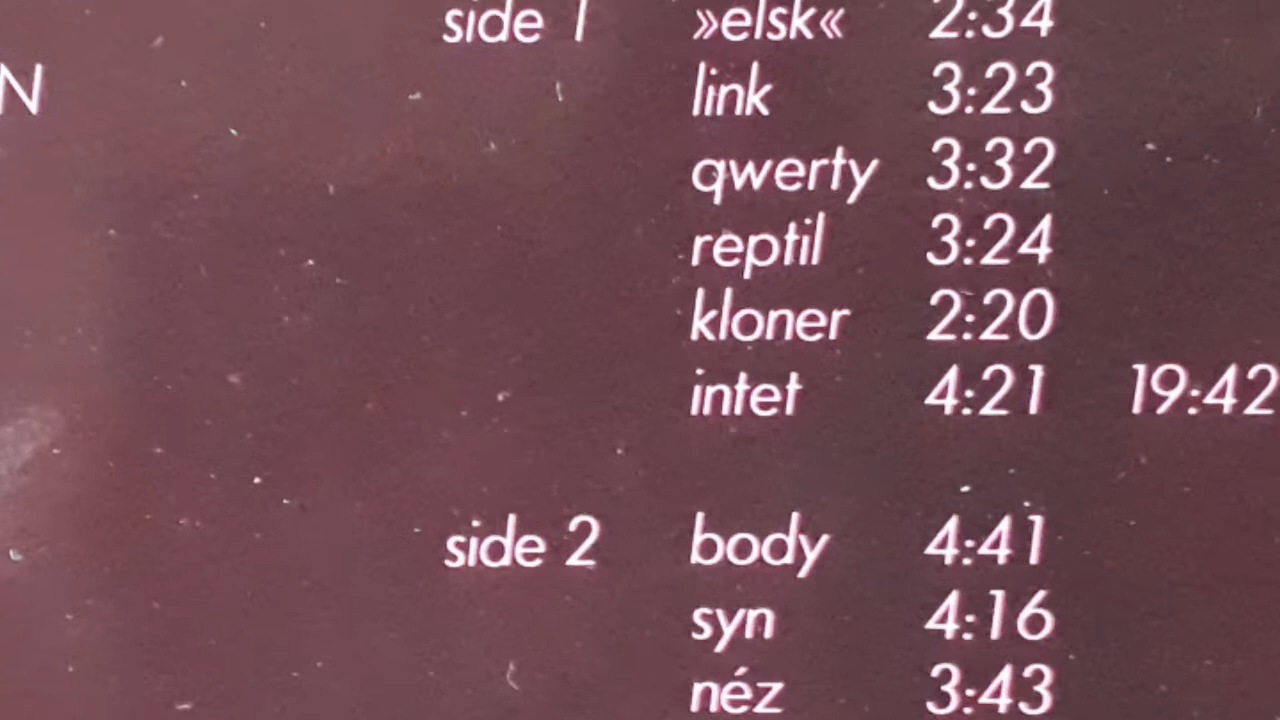 side 1 »elsk« 2:34
N link 3:23
qwerty 3:32
reptil 3:24
kloner 2:20
intet 4:21 19:42
side 2 body 4:41
syn 4:16
néz 3:43